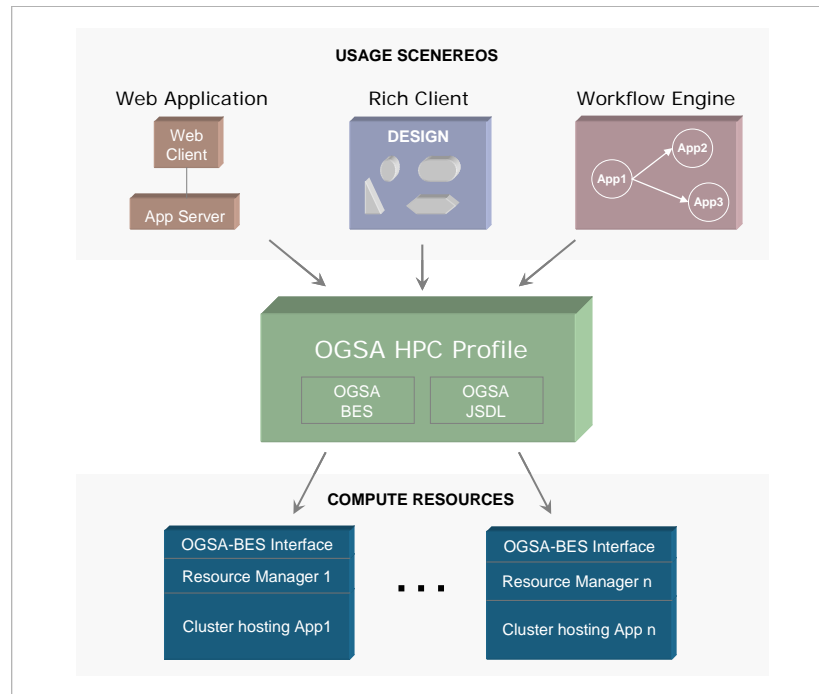 USAGE SCENEREOS
Web Application
Rich Client
Workflow Engine
Web
Client
App Server
DESIGN
App1
App2
App3
OGSA HPC Profile
OGSA
BES
OGSA
JSDL
COMPUTE RESOURCES
OGSA-BES Interface
Resource Manager 1
Cluster hosting App1
...
OGSA-BES Interface
Resource Manager n
Cluster hosting App n